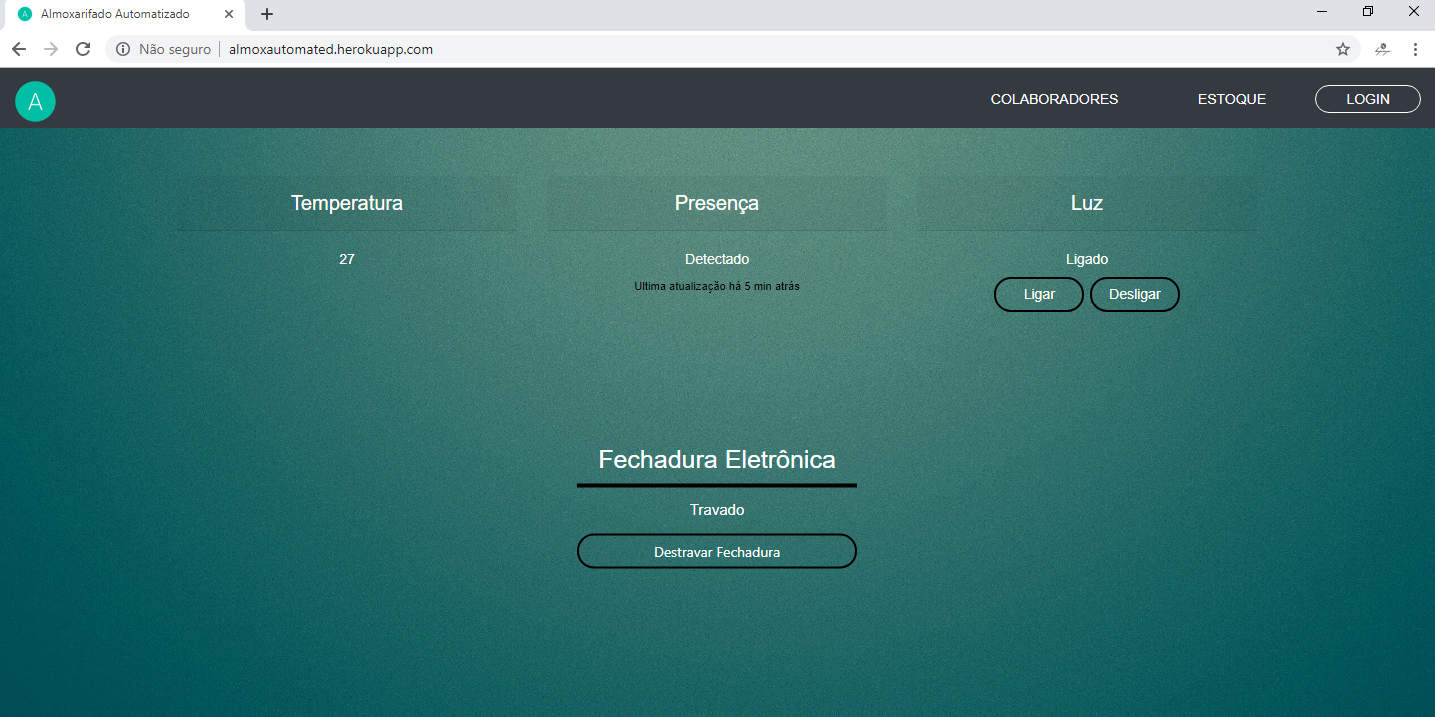 Almoxarifado Automatizado
Não seguro almoxautomated.herokuapp.com
A COLABORADORES ESTOQUE LOGIN
Temperatura Presença Luz
27 Detectado Ligado
Ultima atualização há 5 min atrás
Ligar Desligar
Fechadura Eletrônica
Travado
Destravar Fechadura